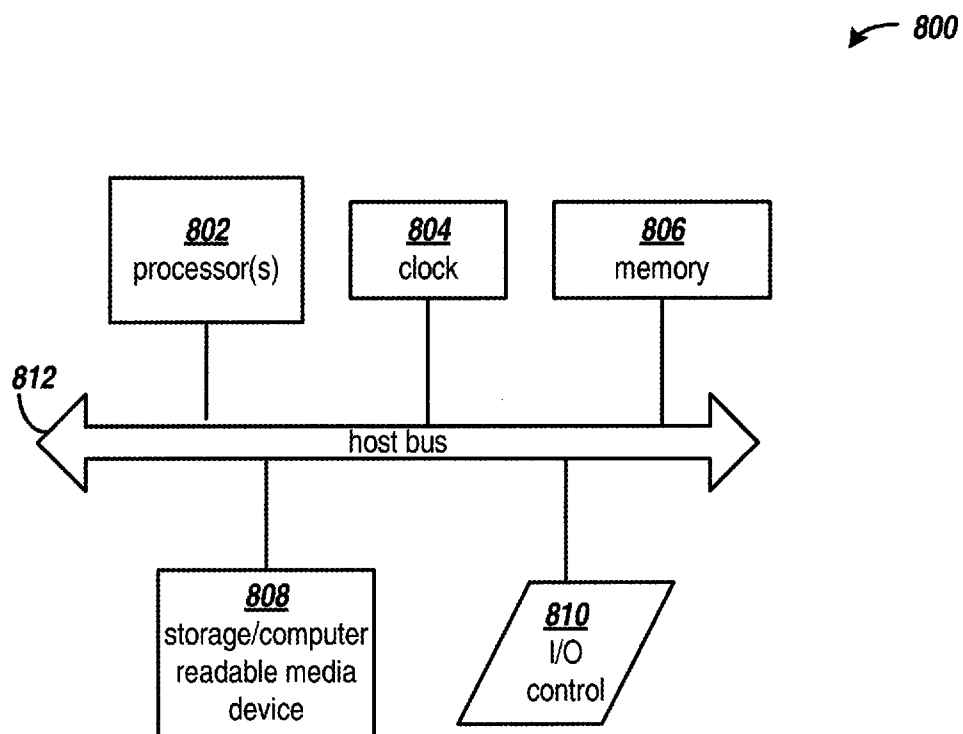 800
802
processor(s)
804
clock
806
memory
812
host bus
808
storage/computer
readable media
device
810
I/O
control